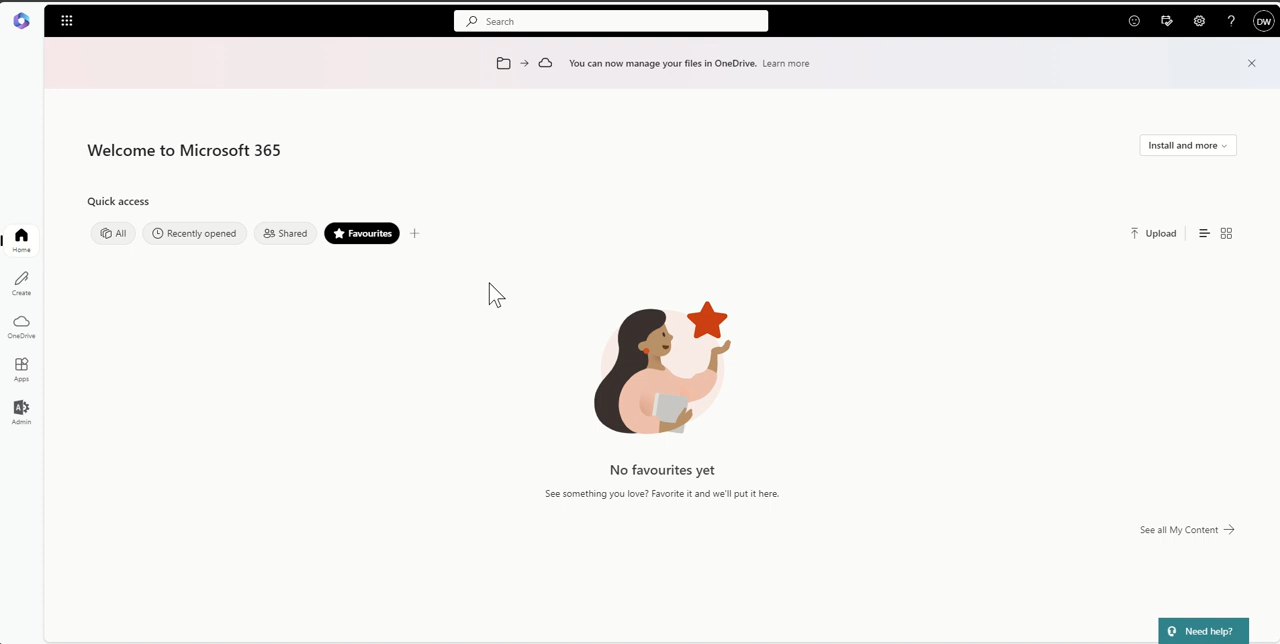 Search
DW
You can now manage your files in OneDrive. Learn more
Welcome to Microsoft 365
Install and more
Quick access
All
Recently opened
Shared
Favourites
Upload
Home
Create
OneDrive
Apps
Admin
No favourites yet
See something you love? Favorite it and we'll put it here.
See all My Content
Need help?